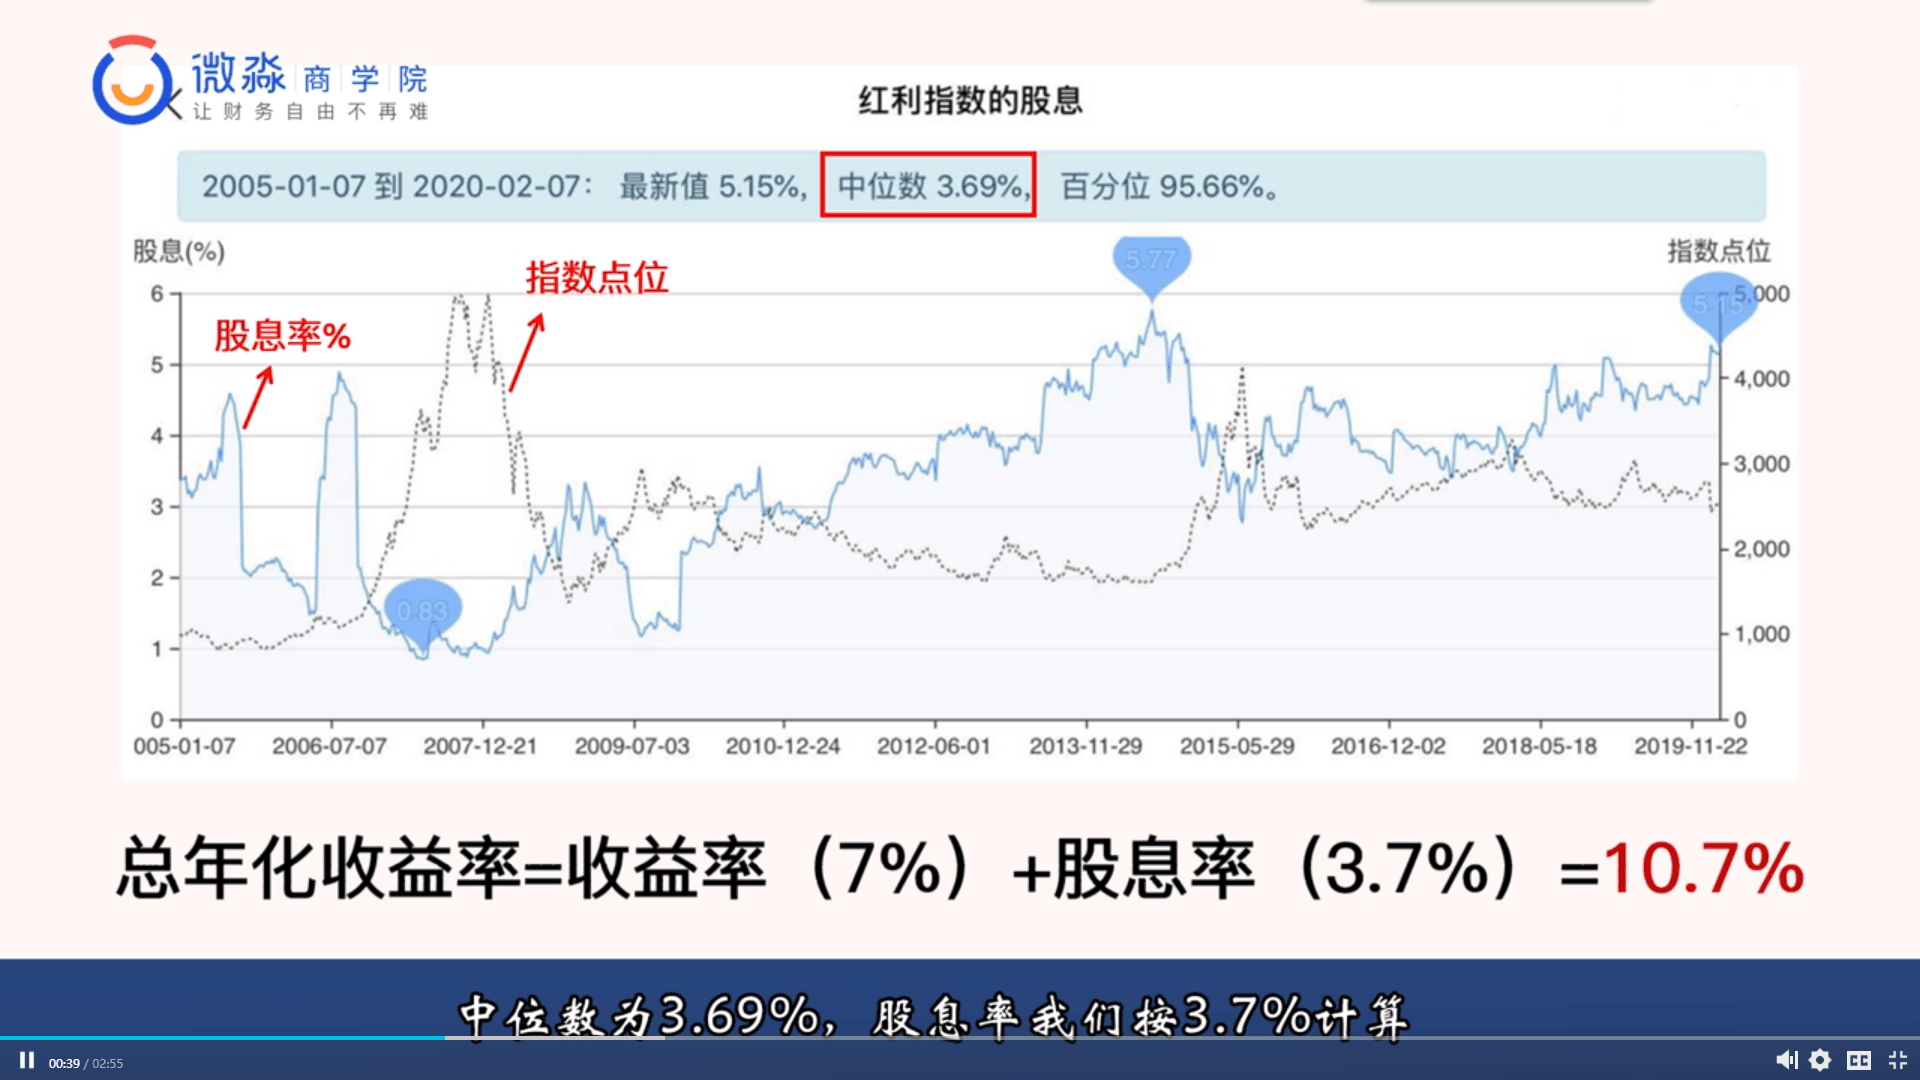 微淼 商学院
让财务自由不再难
红利指数的股息
2005-01-07 到 2020-02-07： 最新值 5.15%, 中位数 3.69%, 百分位 95.66%。
股息(%)
指数点位
指数点位
股息率%
5.77
5.15
0.83
6
5
4
3
2
1
0
5,000
4,000
3,000
2,000
1,000
0
005-01-07 2006-07-07 2007-12-21 2009-07-03 2010-12-24 2012-06-01 2013-11-29 2015-05-29 2016-12-02 2018-05-18 2019-11-22
总年化收益率=收益率（7%）+股息率（3.7%）=10.7%
中位数为3.69%，股息率我们按3.7%计算
00:39 / 02:55
CC